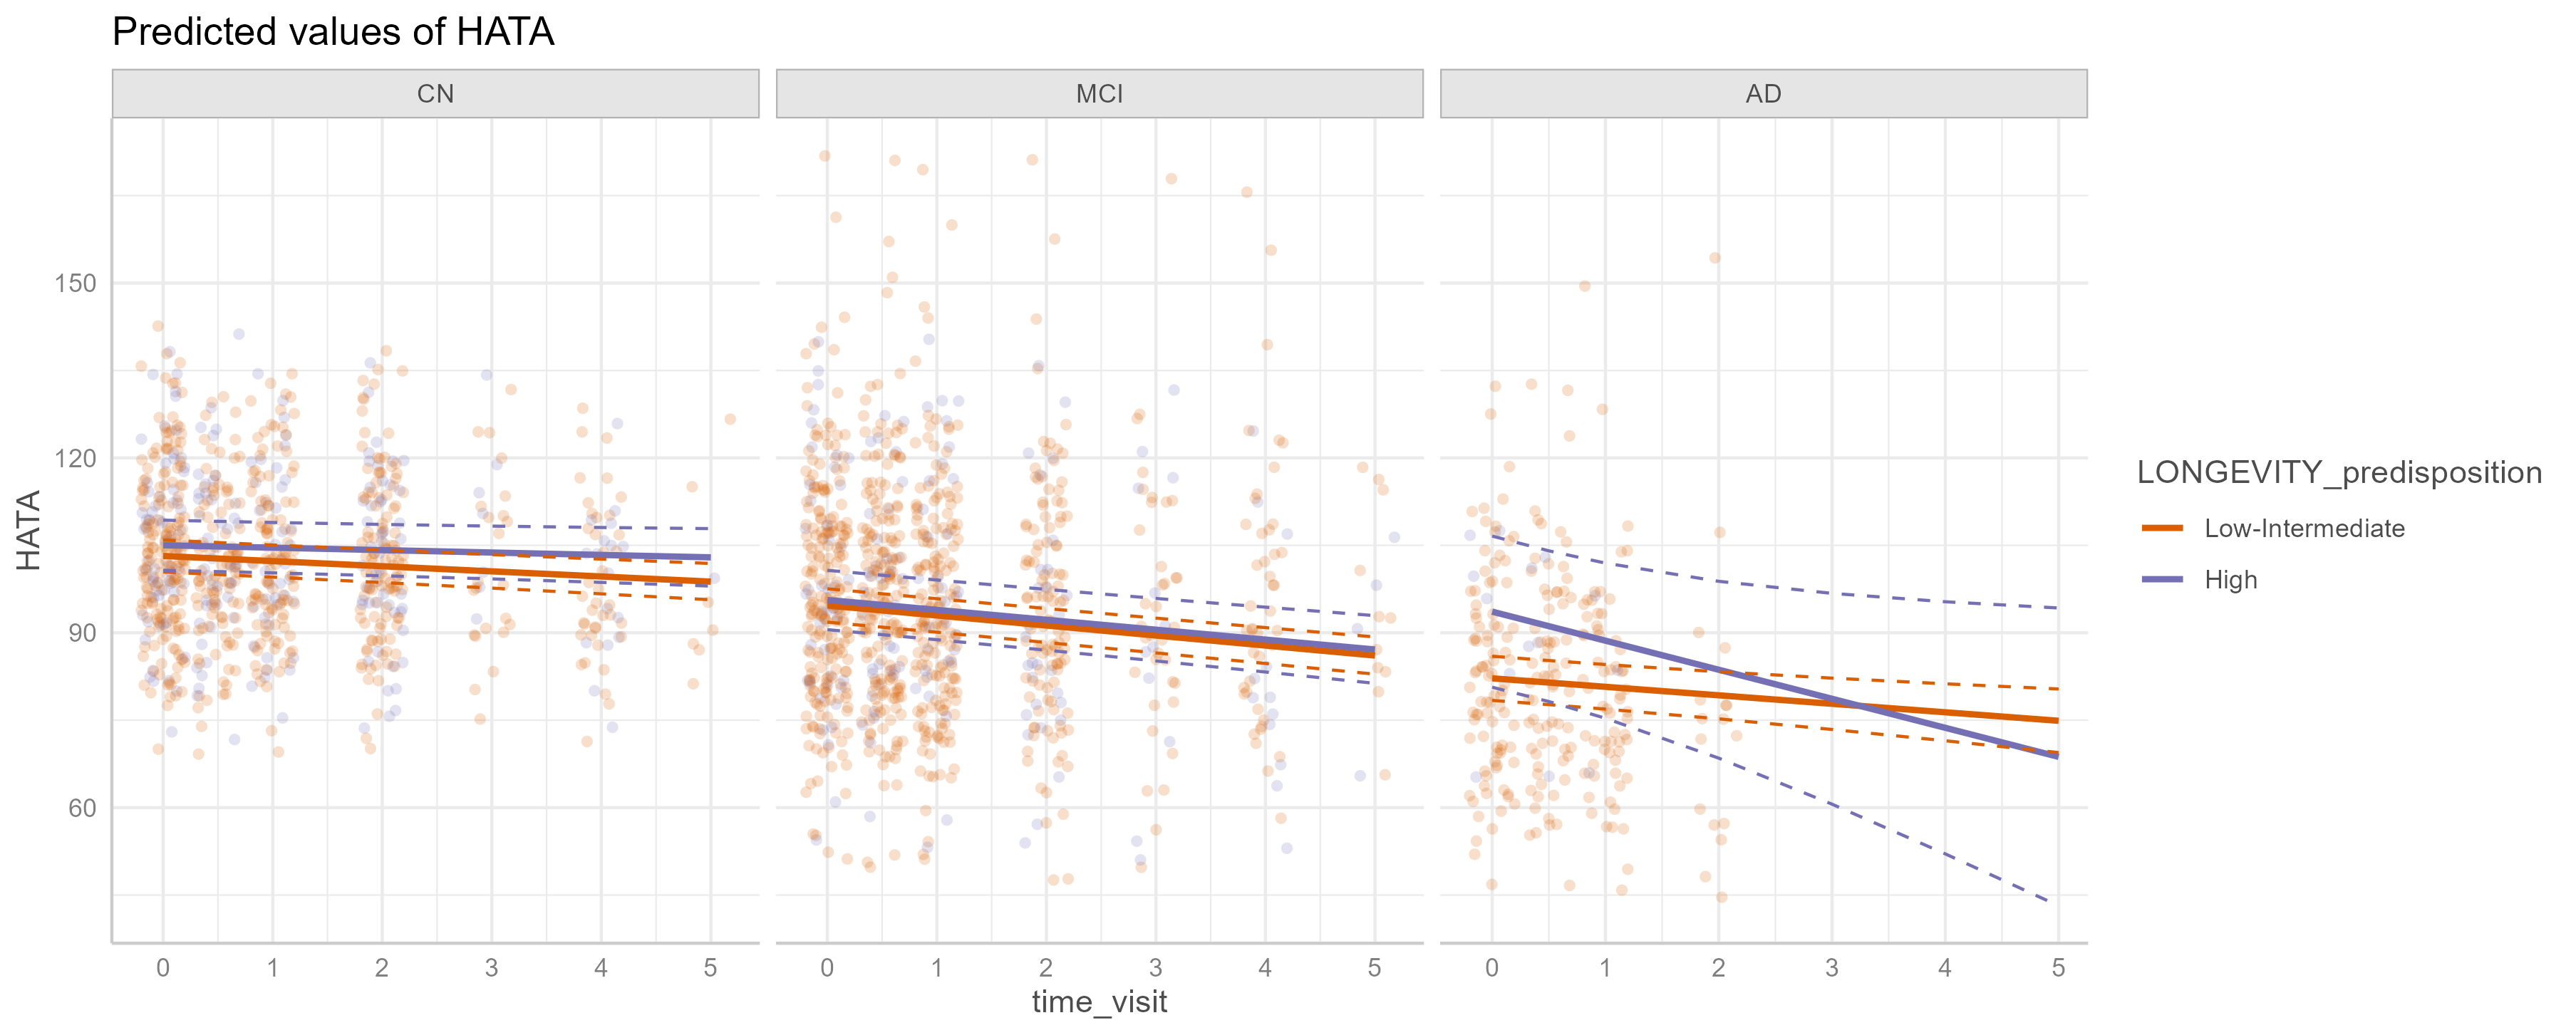 Predicted values of HATA
CN
MCI
AD
150
120
90
60
HATA
0 1 2 3 4 5
0 1 2 3 4 5
0 1 2 3 4 5
time_visit
LONGEVITY_predisposition
Low-Intermediate
High